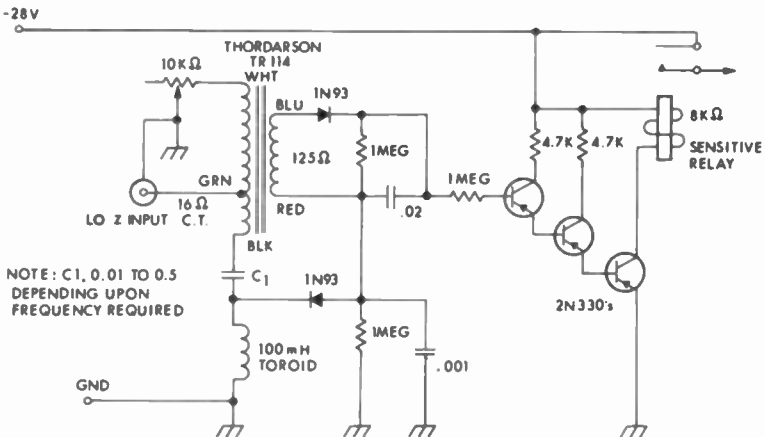 -28V
THORDARSON
TR 114
WHT
10KΩ
BLU
1N93
1MEG
125Ω
4.7K
4.7K
8KΩ
SENSITIVE
RELAY
GRN
16Ω
C.T.
LO Z INPUT
RED
.02
1MEG
BLK
NOTE: C1, 0.01 TO 0.5
DEPENDING UPON
FREQUENCY REQUIRED
C1
1N93
2N330's
100mH
TOROID
1MEG
.001
GND